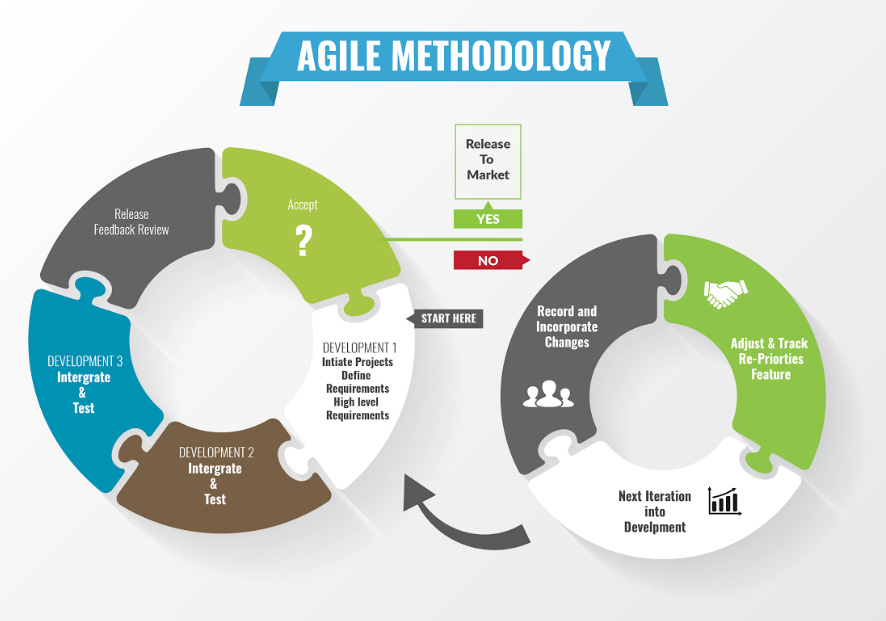 AGILE METHODOLOGY
Release
To
Market
YES
NO
Accept
?
Release
Feedback Review
START HERE
DEVELOPMENT 1
Intiate Projects
Define
Requirements
High level
Requirements
DEVELOPMENT 2
Intergrate
&
Test
DEVELOPMENT 3
Intergrate
&
Test
Record and
Incorporate
Changes
Adjust & Track
Re-Priorties
Feature
Next Iteration
into
Develpment